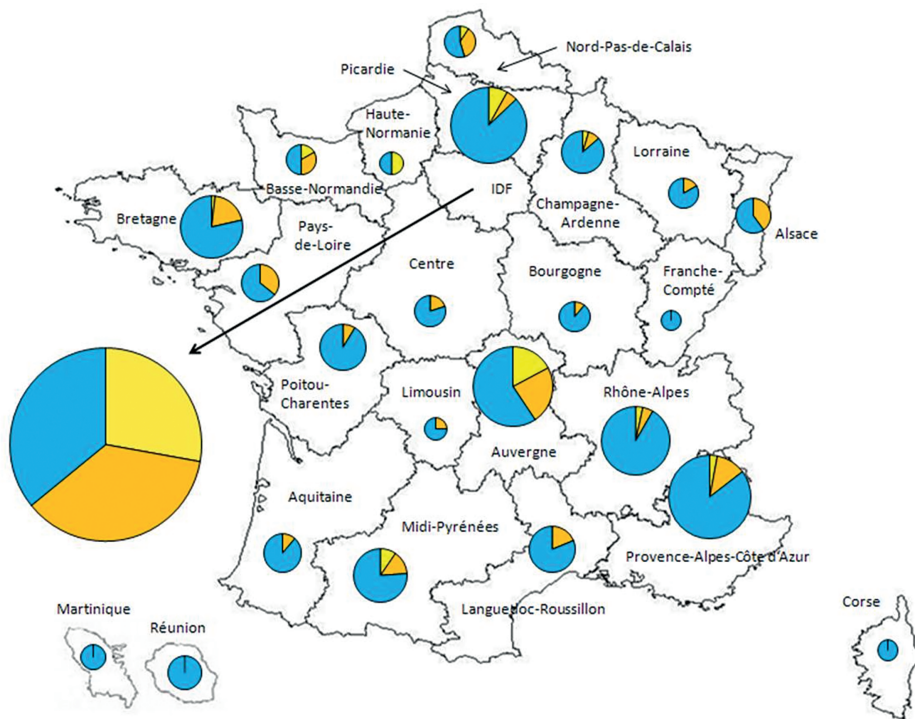 Nord-Pas-de-Calais
Picardie
Haute-
Normanie
Lorraine
Basse-Normandie
IDF
Champagne-
Ardenne
Bretagne
Pays-
de-Loire
Alsace
Centre
Bourgogne
Franche-
Compté
Poitou-
Charentes
Limousin
Rhône-Alpes
Auvergne
Aquitaine
Midi-Pyrénées
Provence-Alpes-Côte d'Azur
Languedoc-Roussillon
Martinique
Réunion
Corse